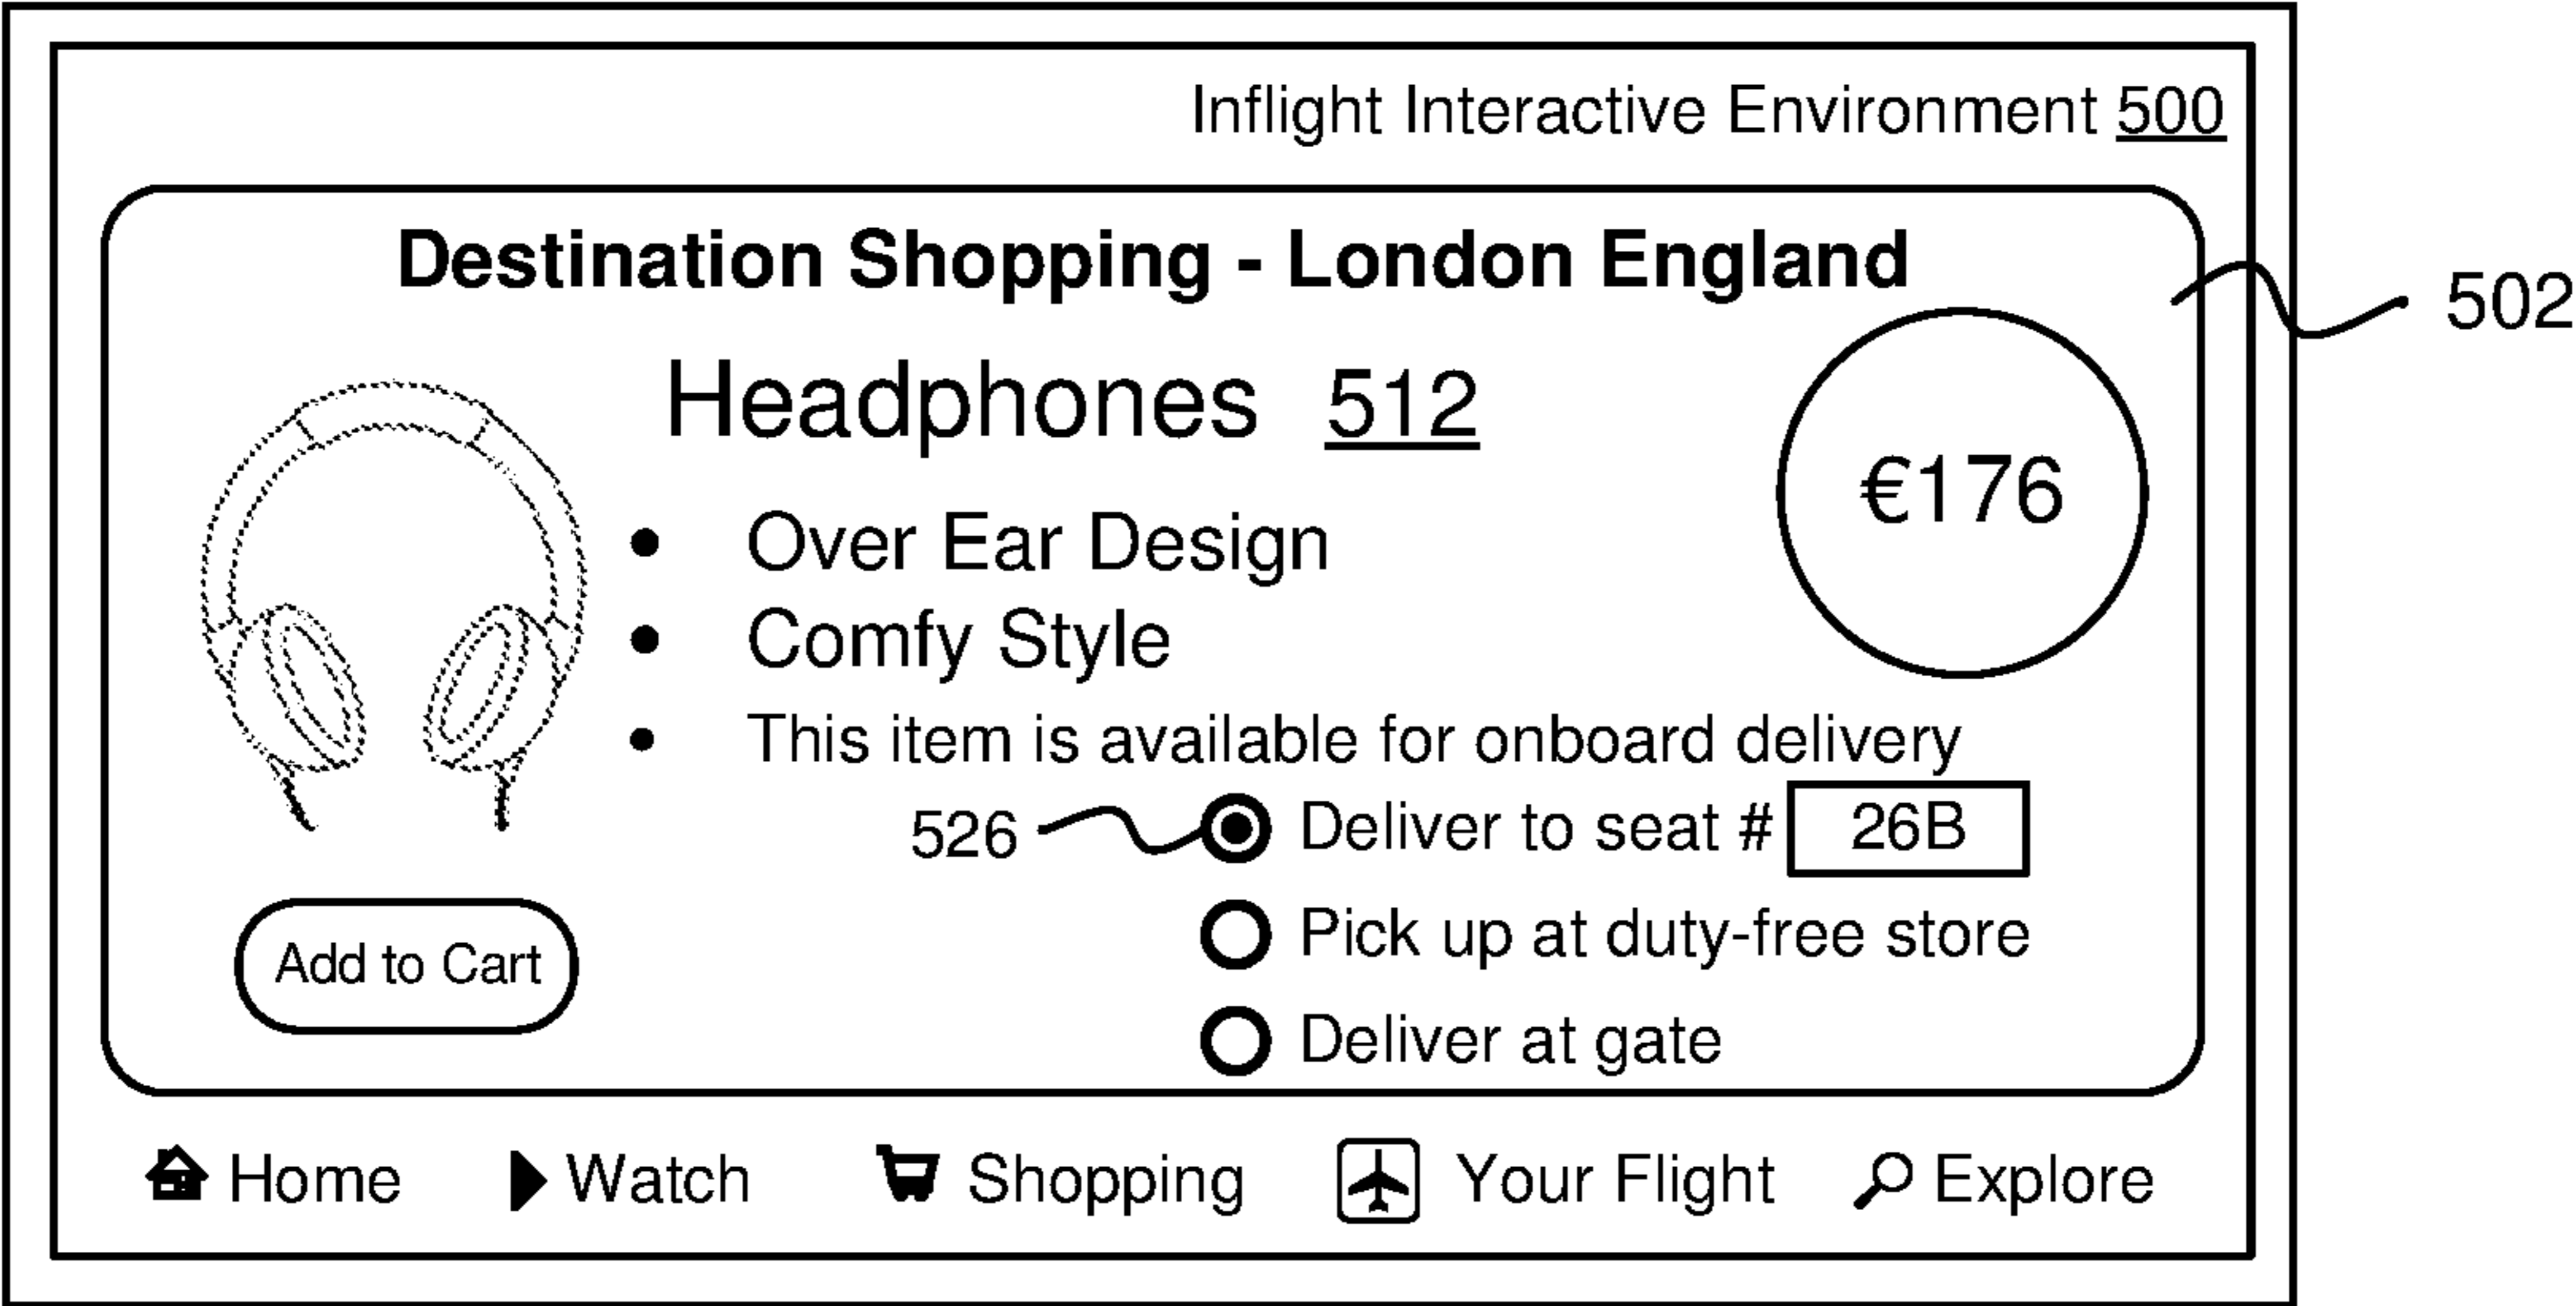 Inflight Interactive Environment 500
Destination Shopping - London England
502
Headphones 512
€176
• Over Ear Design
• Comfy Style
• This item is available for onboard delivery
526
Deliver to seat # 26B
Pick up at duty-free store
Add to Cart
Deliver at gate
Home Watch Shopping Your Flight Explore